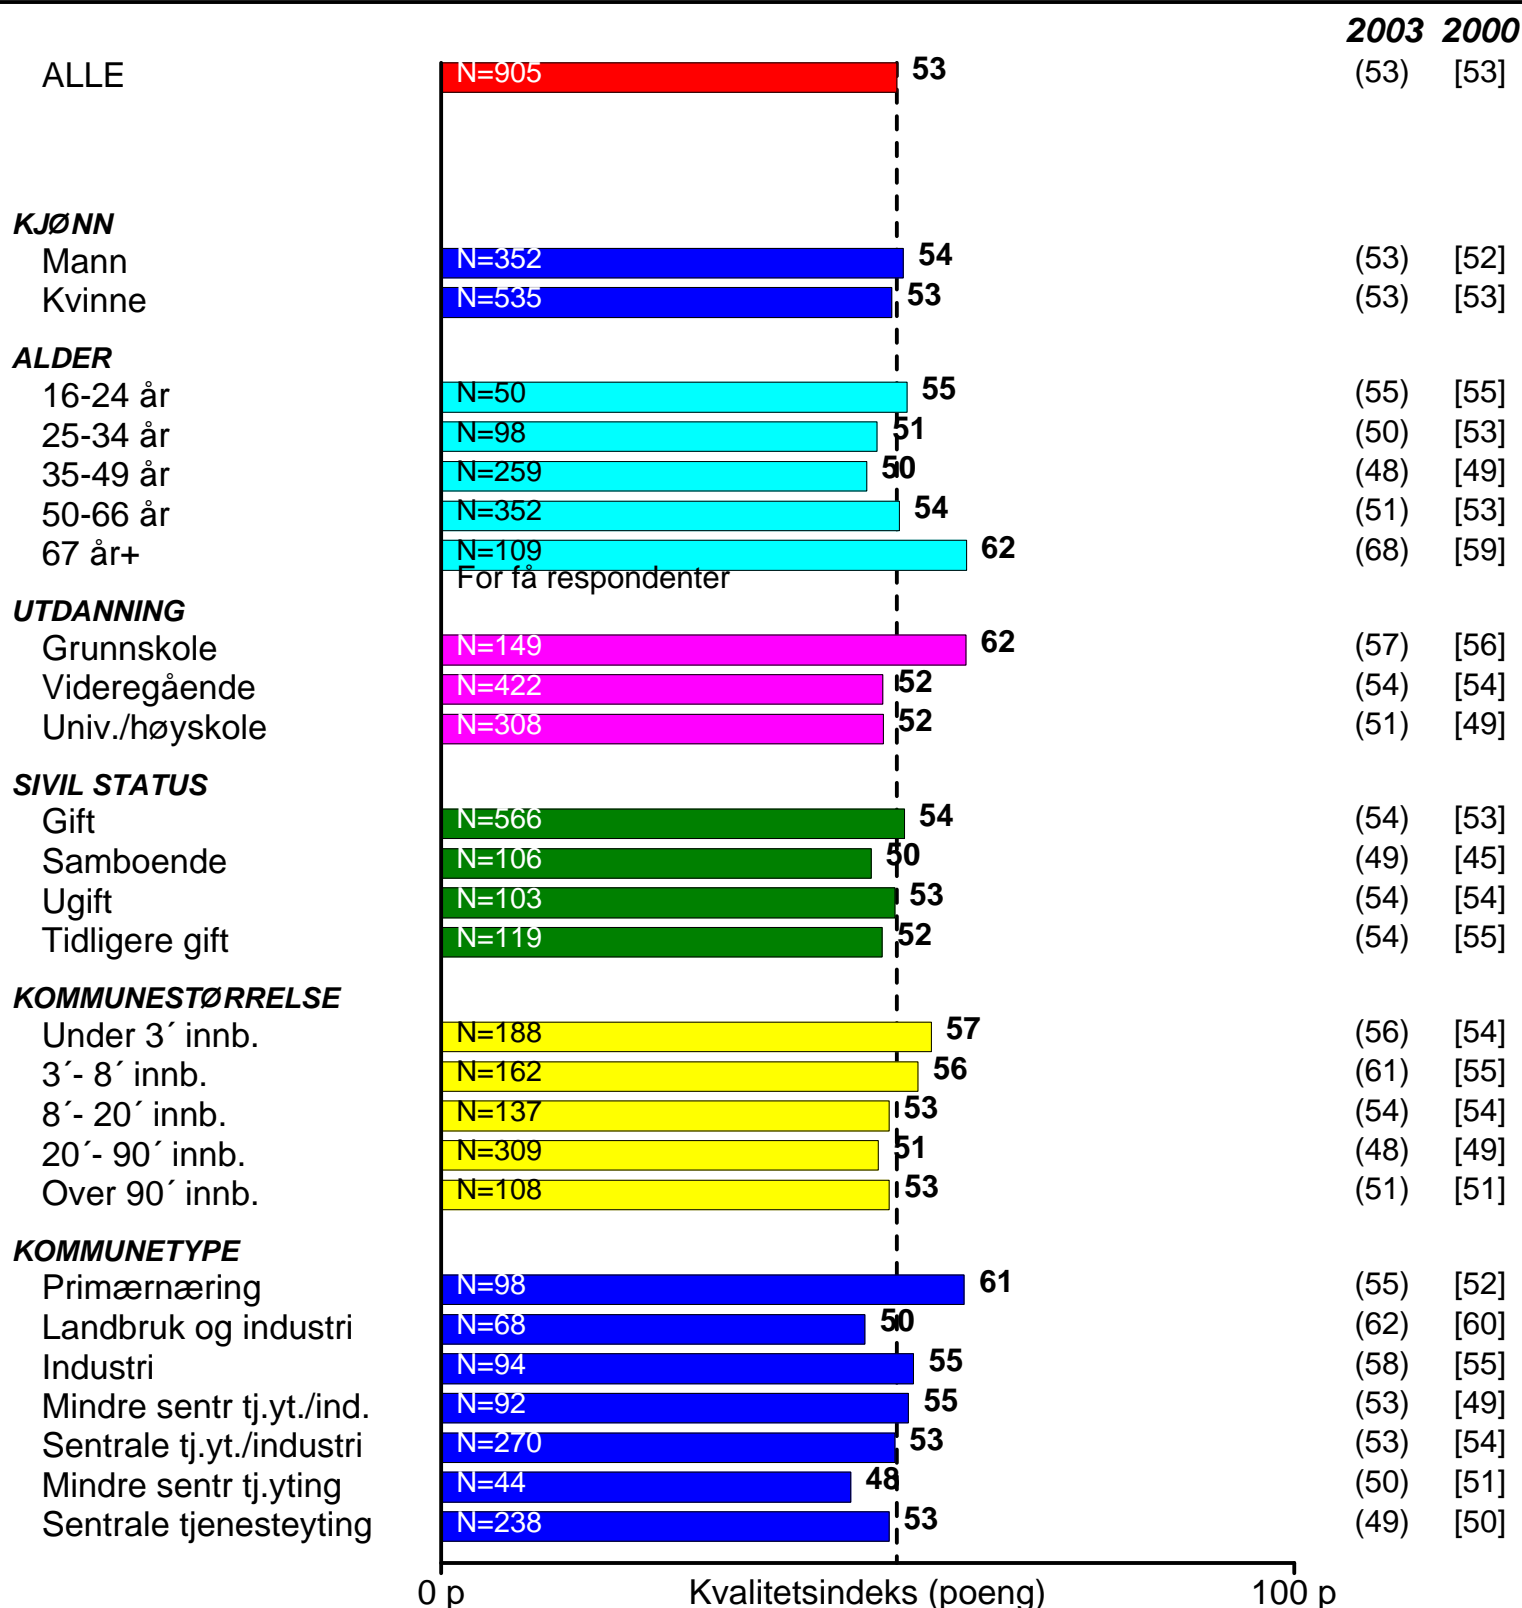 2003 2000
ALLE N=905 53 (53) [53]
KJØNN
Mann N=352 54 (53) [52]
Kvinne N=535 53 (53) [53]
ALDER
16-24 år N=50 55 (55) [55]
25-34 år N=98 51 (50) [53]
35-49 år N=259 50 (48) [49]
50-66 år N=352 54 (51) [53]
67 år+ N=109 62 (68) [59]
For få respondenter
UTDANNING
Grunnskole N=149 62 (57) [56]
Videregående N=422 52 (54) [54]
Univ./høyskole N=308 52 (51) [49]
SIVIL STATUS
Gift N=566 54 (54) [53]
Samboende N=106 50 (49) [45]
Ugift N=103 53 (54) [54]
Tidligere gift N=119 52 (54) [55]
KOMMUNESTØRRELSE
Under 3´ innb. N=188 57 (56) [54]
3´- 8´ innb. N=162 56 (61) [55]
8´- 20´ innb. N=137 53 (54) [54]
20´- 90´ innb. N=309 51 (48) [49]
Over 90´ innb. N=108 53 (51) [51]
KOMMUNETYPE
Primærnæring N=98 61 (55) [52]
Landbruk og industri N=68 50 (62) [60]
Industri N=94 55 (58) [55]
Mindre sentr tj.yt./ind. N=92 55 (53) [49]
Sentrale tj.yt./industri N=270 53 (53) [54]
Mindre sentr tj.yting N=44 48 (50) [51]
Sentrale tjenesteyting N=238 53 (49) [50]
0 p Kvalitetsindeks (poeng) 100 p